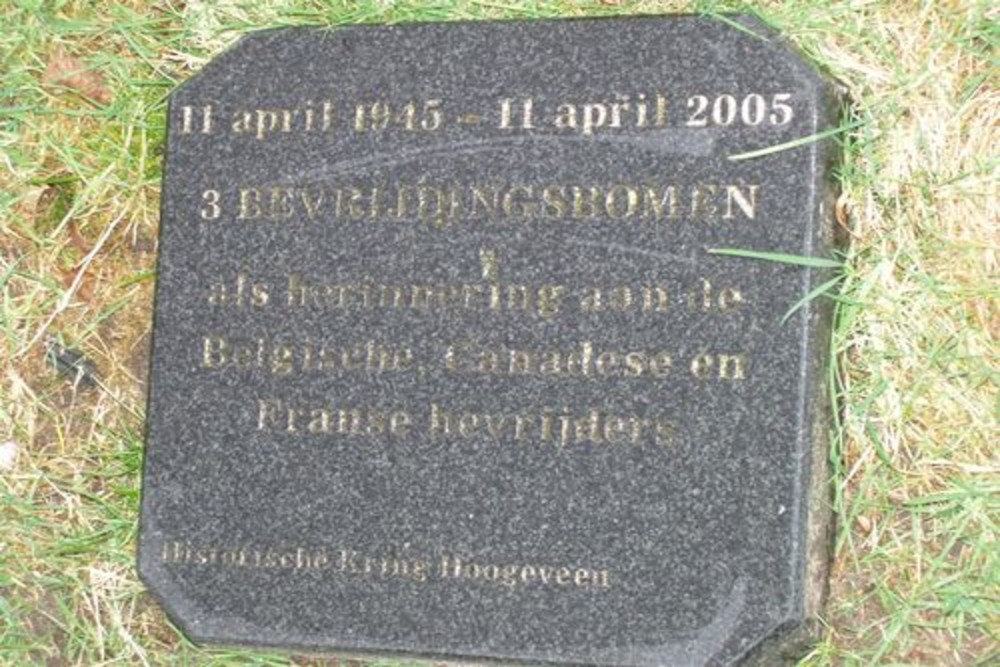 11 april 1945 - 11 april 2005
3 BEVRIJDINGSBOMEN
als herinnering aan de
Belgische, Canadese en
Franse bevrijders
Historische Kring Hoogeveen